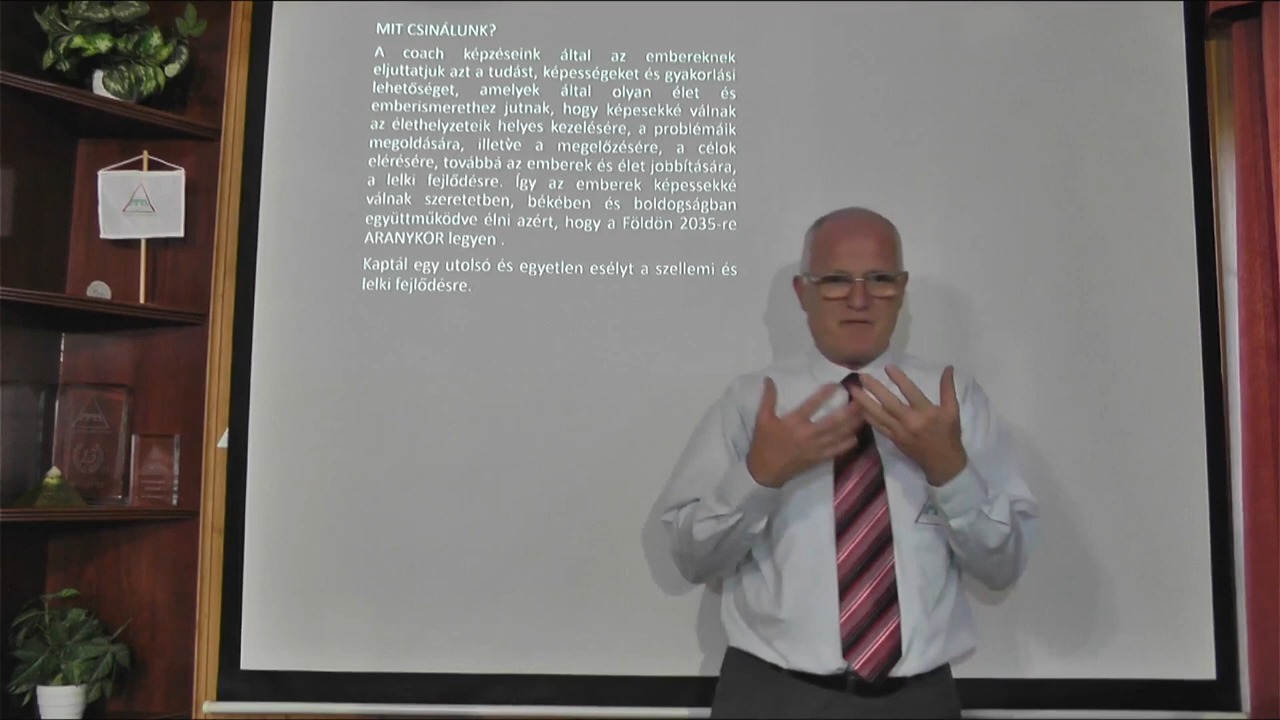 MIT CSINÁLUNK?
A coach képzéseink által az embereknek
eljuttatjuk azt a tudást, képességeket és gyakorlási
lehetőséget, amelyek által olyan élet és
emberismerethez jutnak, hogy képesekké válnak
az élethelyzeteik helyes kezelésére, a problémáik
megoldására, illetve a megelőzésére, a célok
elérésére, továbbá az emberek és élet jobbítására,
a lelki fejlődésre. Így az emberek képessekké
válnak szeretetben, békében és boldogságban
együttműködve élni azért, hogy a Földön 2035-re
ARANYKOR legyen .
Kaptál egy utolsó és egyetlen esélyt a szellemi és
lelki fejlődésre.